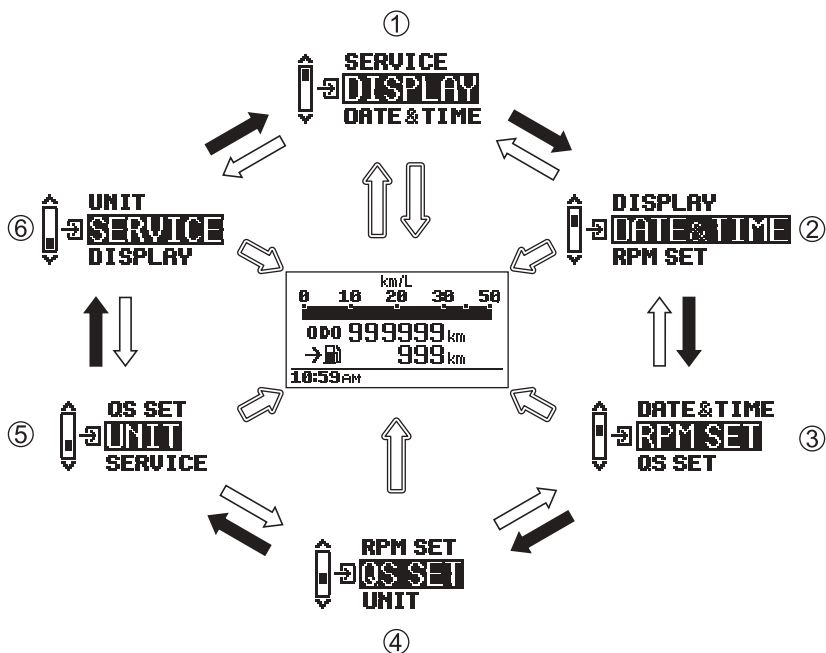 ①
SERVICE
DISPLAY
DATE&TIME
UNIT
⑥ SERVICE
DISPLAY
DISPLAY
DATE&TIME ②
RPM SET
km/L
0 10 20 30 50
ODO 999999 km
999 km
10:59AM
QS SET
⑤ UNIT
SERVICE
DATE&TIME
RPM SET ③
QS SET
RPM SET
QS SET
UNIT
④